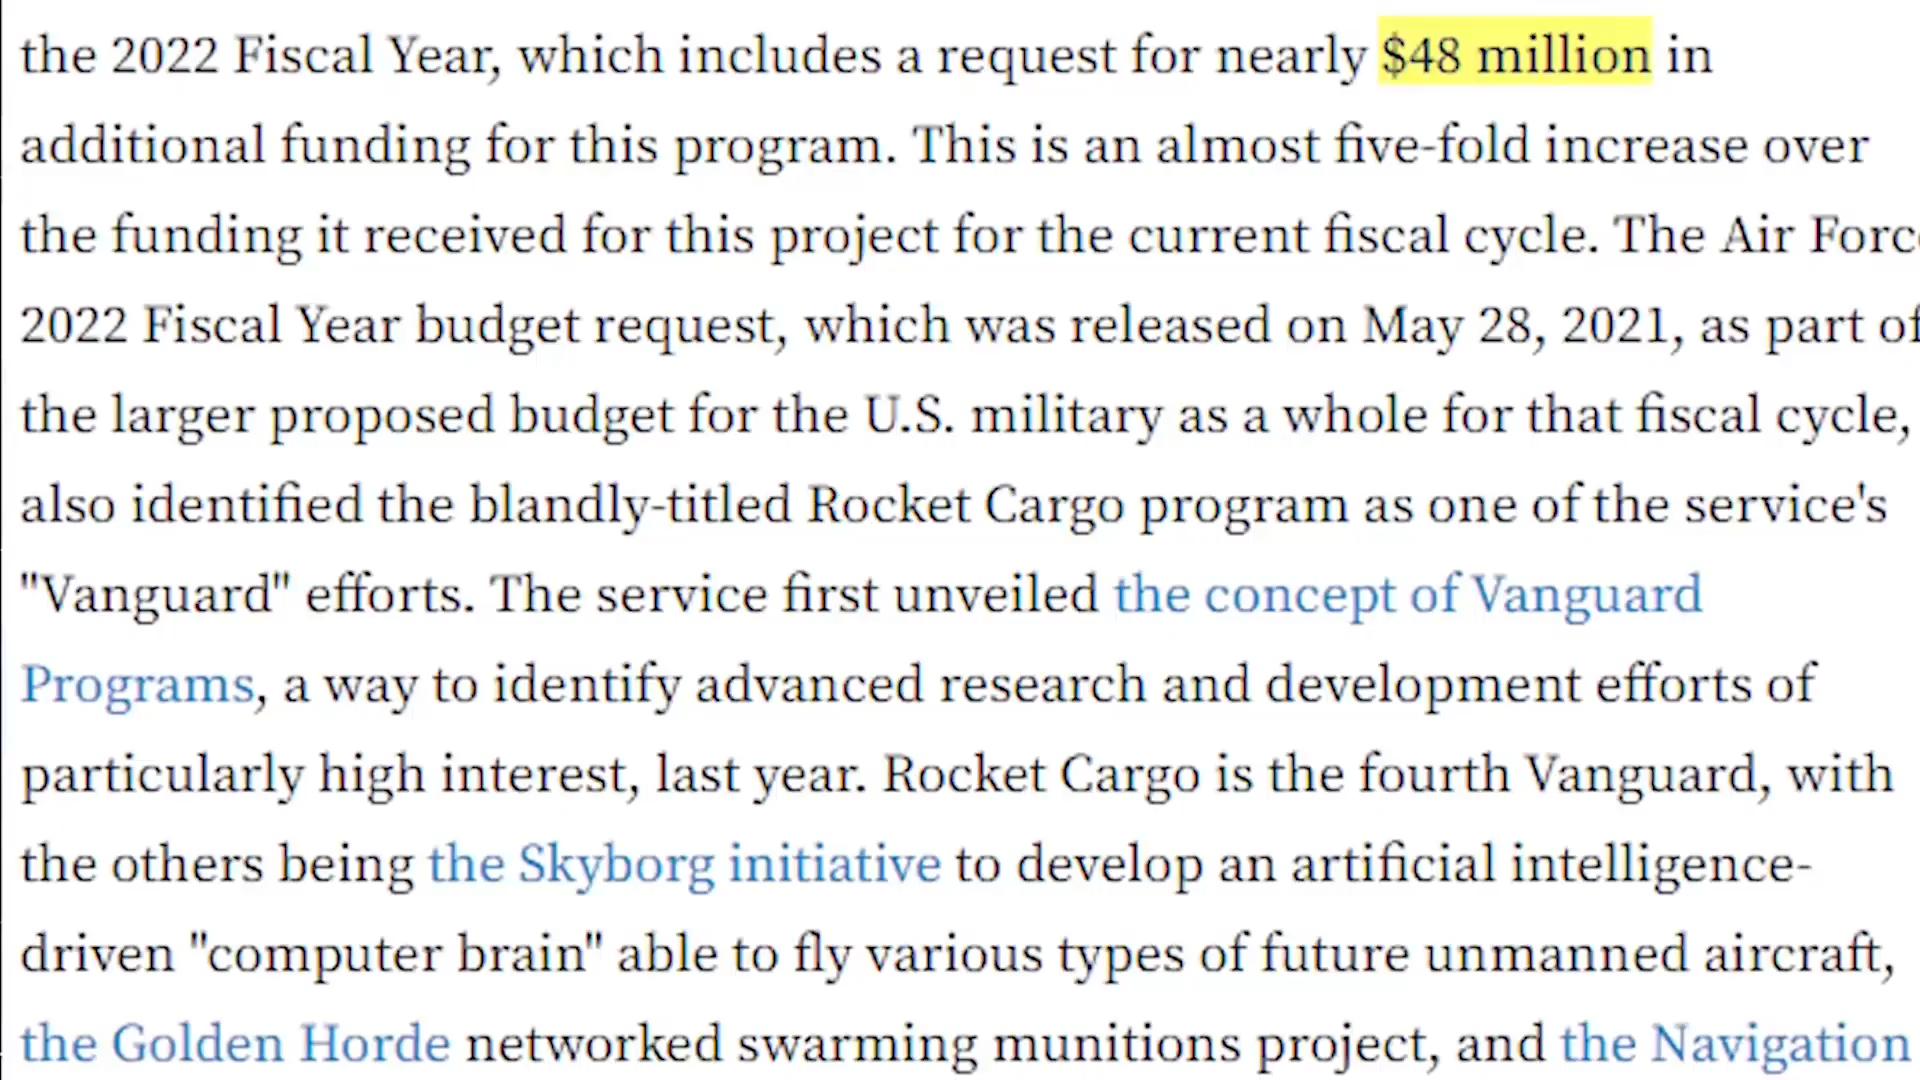 the 2022 Fiscal Year, which includes a request for nearly $48 million in
additional funding for this program. This is an almost five-fold increase over
the funding it received for this project for the current fiscal cycle. The Air
2022 Fiscal Year budget request, which was released on May 28, 2021, as part of
the larger proposed budget for the U.S. military as a whole for that fiscal cycle,
also identified the blandly-titled Rocket Cargo program as one of the service's
"Vanguard" efforts. The service first unveiled the concept of Vanguard
Programs, a way to identify advanced research and development efforts of
particularly high interest, last year. Rocket Cargo is the fourth Vanguard, with
the others being the Skyborg initiative to develop an artificial intelligence-
driven "computer brain" able to fly various types of future unmanned aircraft,
the Golden Horde networked swarming munitions project, and the Navigation